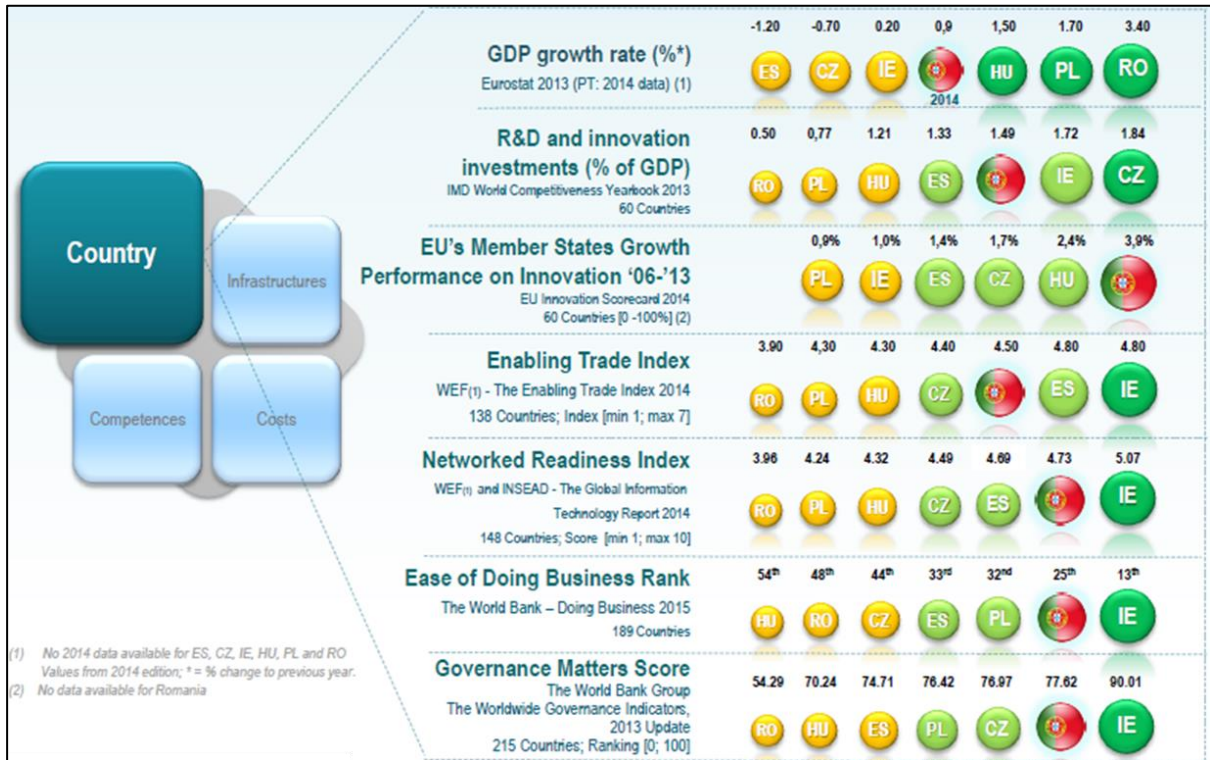 Country
Infrastructures
Competences
Costs
-1.20 -0.70 0.20 0,9 1,50 1.70 3.40
GDP growth rate (%*)
Eurostat 2013 (PT: 2014 data) (1)
ES CZ IE HU PL RO
2014
0.50 0,77 1.21 1.33 1.49 1.72 1.84
R&D and innovation
investments (% of GDP)
IMD World Competitiveness Yearbook 2013
60 Countries
RO PL HU ES IE CZ
0,9% 1,0% 1,4% 1,7% 2,4% 3,9%
EU's Member States Growth
Performance on Innovation ‘06-’13
EU Innovation Scorecard 2014
60 Countries [0 -100%] (2)
PL IE ES CZ HU
3.90 4,30 4.30 4.40 4.50 4.80 4.80
Enabling Trade Index
WEF(1) - The Enabling Trade Index 2014
138 Countries; Index [min 1; max 7]
RO PL HU CZ ES IE
3.96 4.24 4.32 4.49 4.69 4.73 5.07
Networked Readiness Index
WEF(1) and INSEAD - The Global Information
Technology Report 2014
148 Countries; Score [min 1; max 10]
RO PL HU CZ ES IE
54th 48th 44th 33rd 32nd 25th 13th
Ease of Doing Business Rank
The World Bank – Doing Business 2015
189 Countries
HU RO CZ ES PL IE
54.29 70.24 74.71 76.42 76.97 77.62 90.01
Governance Matters Score
The World Bank Group
The Worldwide Governance Indicators,
2013 Update
215 Countries; Ranking [0; 100]
RO HU ES PL CZ IE
(1) No 2014 data available for ES, CZ, IE, HU, PL and RO
Values from 2014 edition; * = % change to previous year.
(2) No data available for Romania